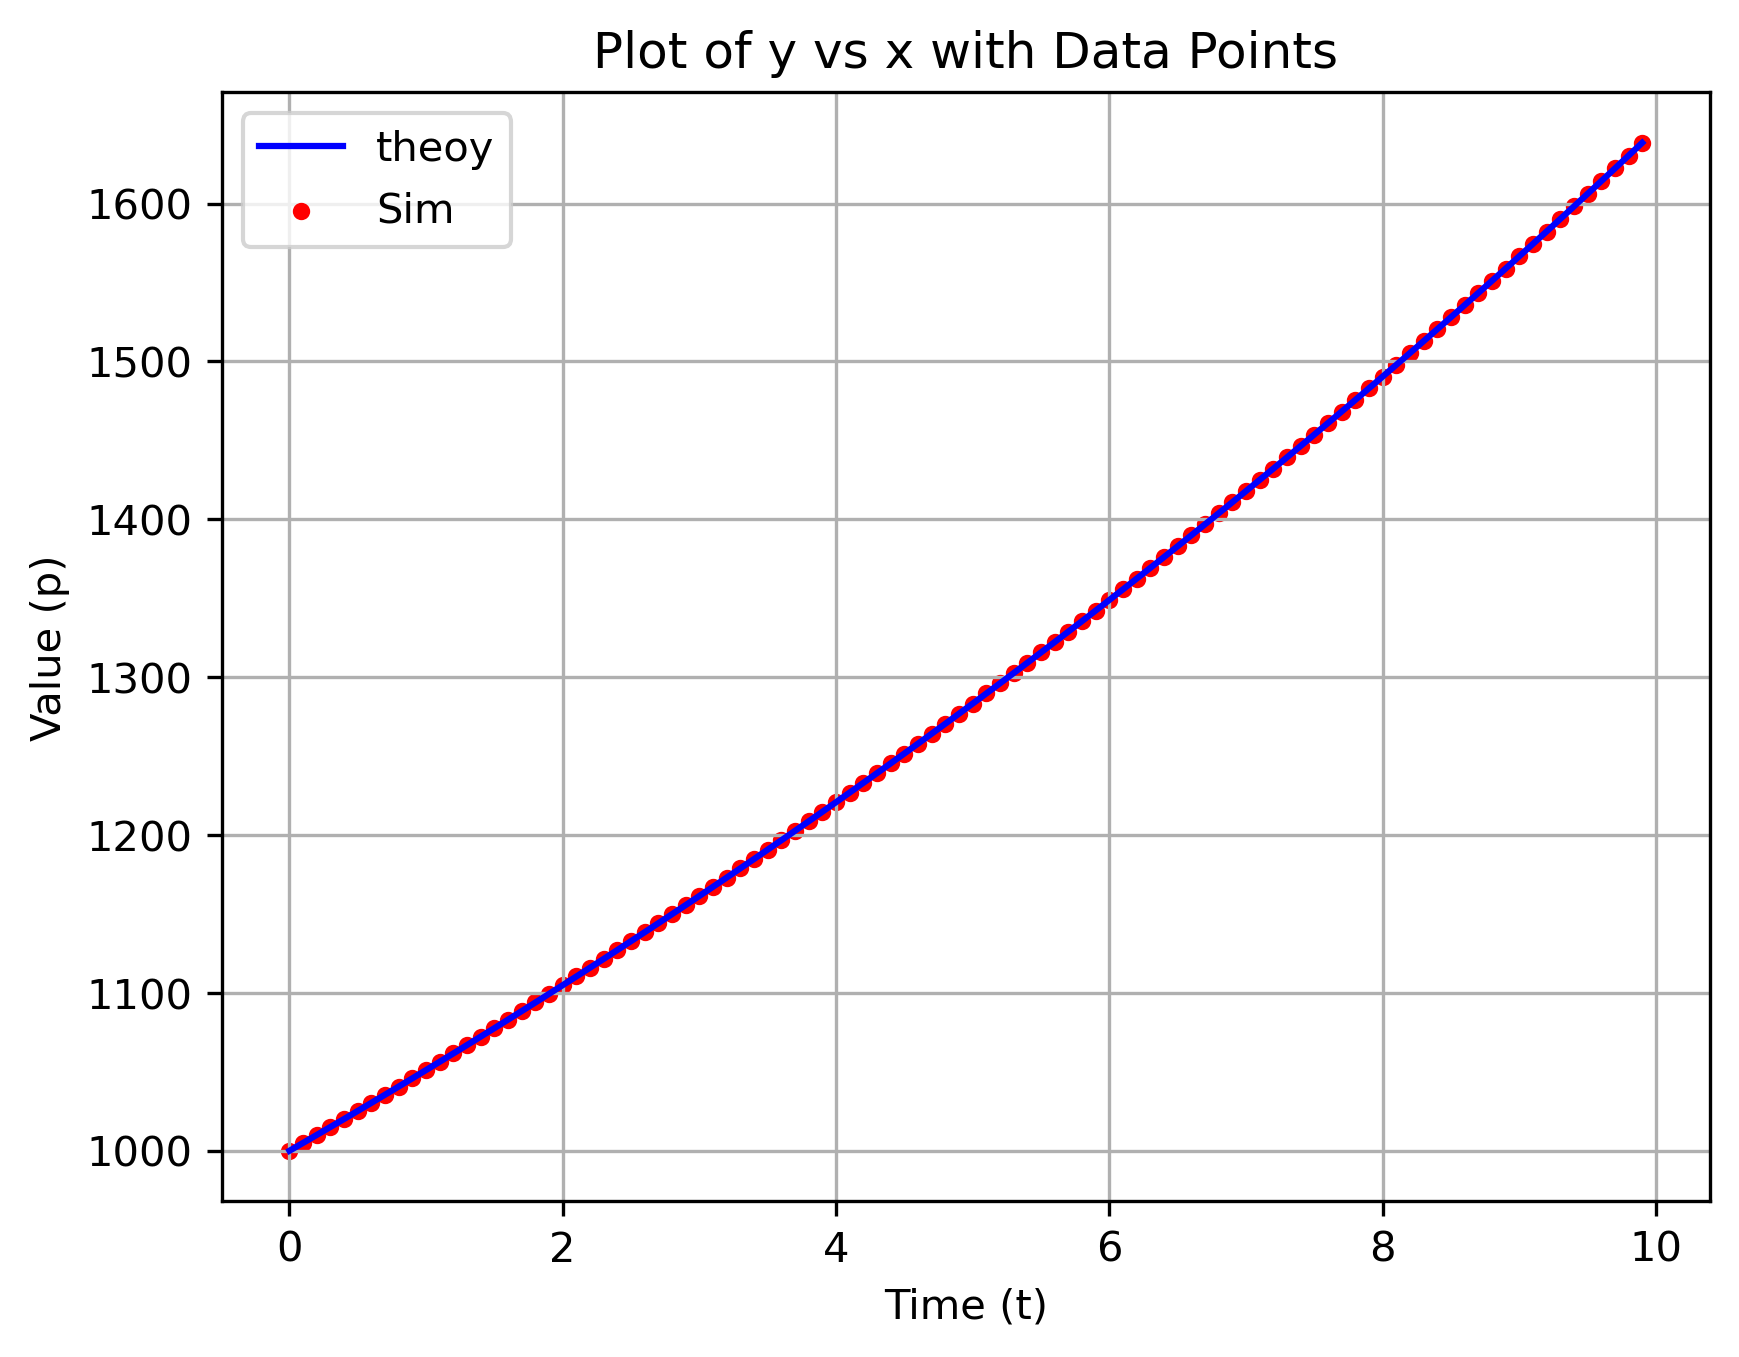 Plot of y vs x with Data Points
theoy
Sim
1600
1500
1400
1300
1200
1100
1000
Value (p)
0 2 4 6 8 10
Time (t)